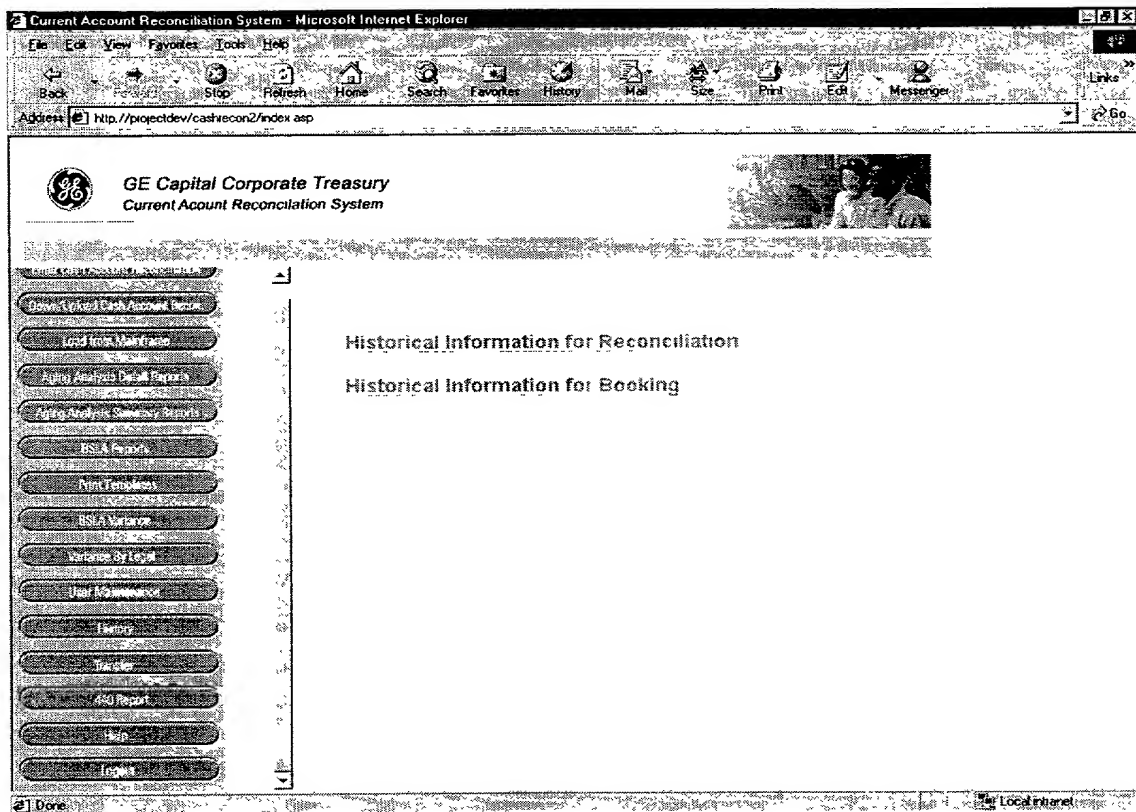 Current Account Reconciliation System - Microsoft Internet Explorer
File Edit View Favorites Tools Help
Back Forward Stop Refresh Home Search Favorites History Mail Size Print Edit Messenger Links
Address http://projectdev/cashrecon2/index asp Go
GE Capital Corporate Treasury
Current Acount Reconcilation System
Load from Mainframe
Aging Analysis Detail Reports
Aging Analysis Summary Reports
BSLA Reports
Print Templates
BSLA Variance
Variance By Legal
User Maintenance
History
Transfer
440 Report
Help
Logout
Historical Information for Reconciliation
Historical Information for Booking
Done
Local intranet